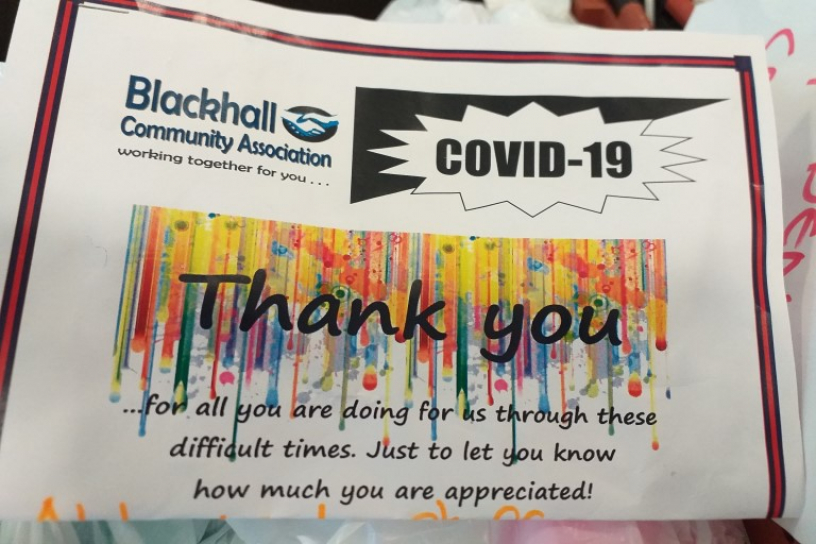 Blackhall
Community Association
working together for you . . .
COVID-19
Thank you
...for all you are doing for us through these
difficult times. Just to let you know
how much you are appreciated!